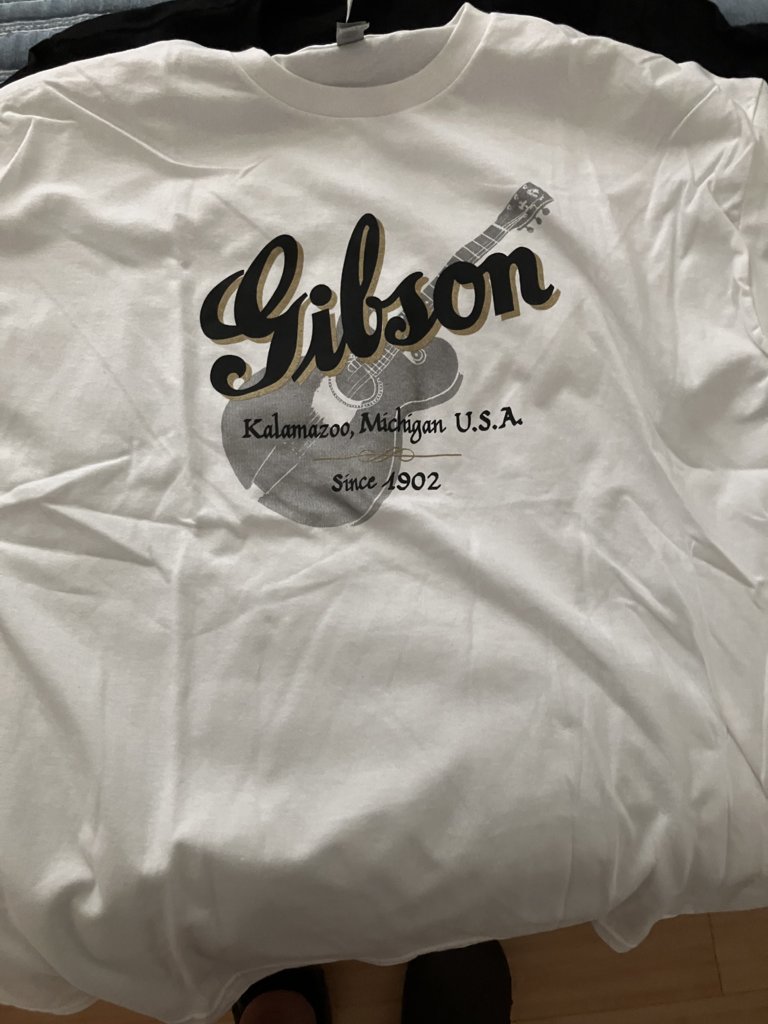 Gibson
Kalamazoo, Michigan U.S.A.
Since 1902